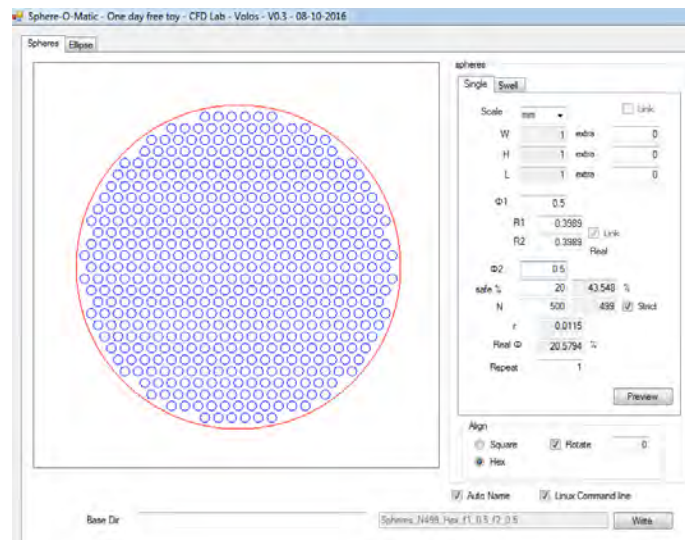 Sphere-O-Matic - One day free toy - CFD Lab - Volos - V0.3 - 08-10-2016
Spheres Ellipse
spheres
Single Swell
Scale mm Link
W 1 extra 0
H 1 extra 0
L 1 extra 0
Φ1 0.5
R1 0.3989
Link
R2 0.3989
Real
Φ2 0.5
safe % 20 43.548 %
N 500 499 Strict
r 0.0115
Real Φ 20.5794 %
Repeat 1
Preview
Align
Square Rotate 0
Hex
Auto Name Linux Command line
Base Dir Spheres_N499_Hex_f1_0.5_f2_0.5 Write